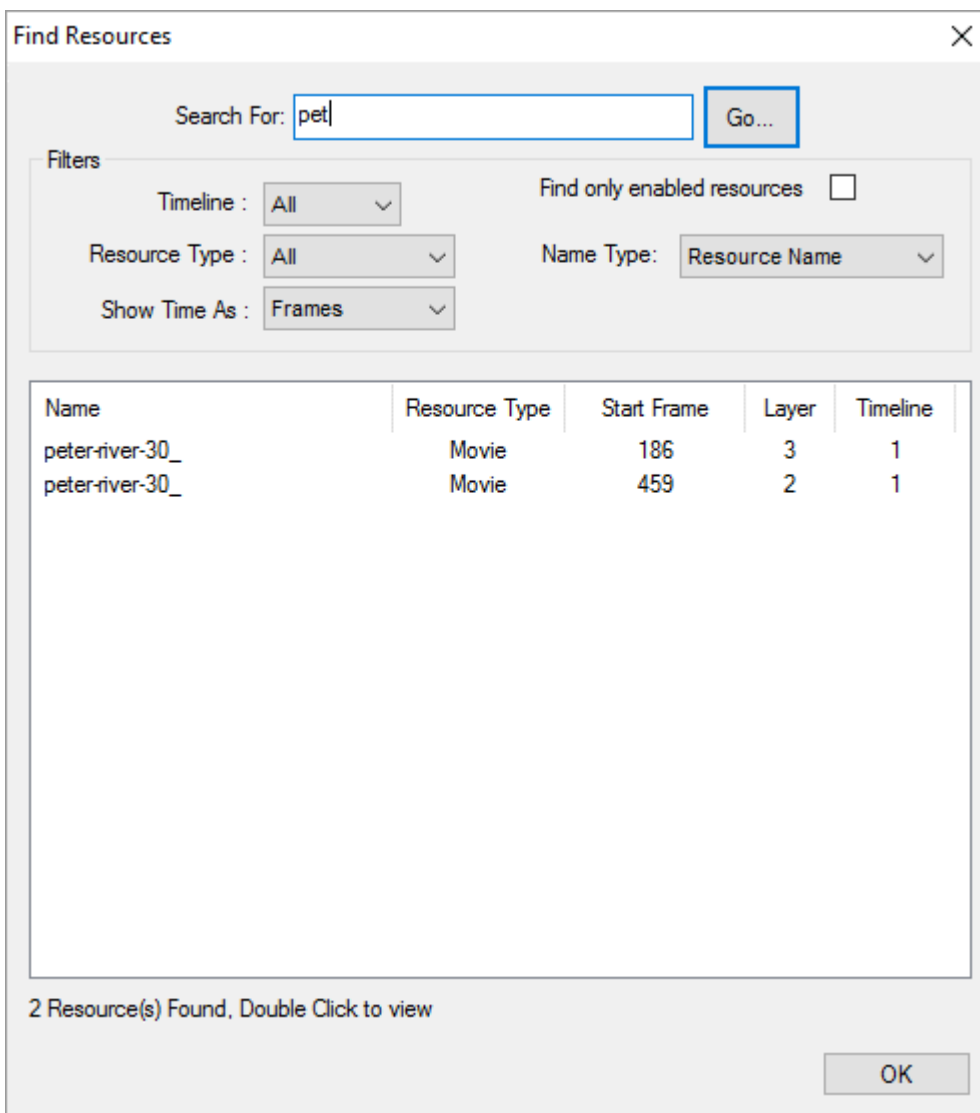 Find Resources
Search For: pet Go...
Filters
Timeline : All Find only enabled resources
Resource Type : All Name Type: Resource Name
Show Time As : Frames
Name Resource Type Start Frame Layer Timeline
peter-river-30_ Movie 186 3 1
peter-river-30_ Movie 459 2 1
2 Resource(s) Found, Double Click to view
OK